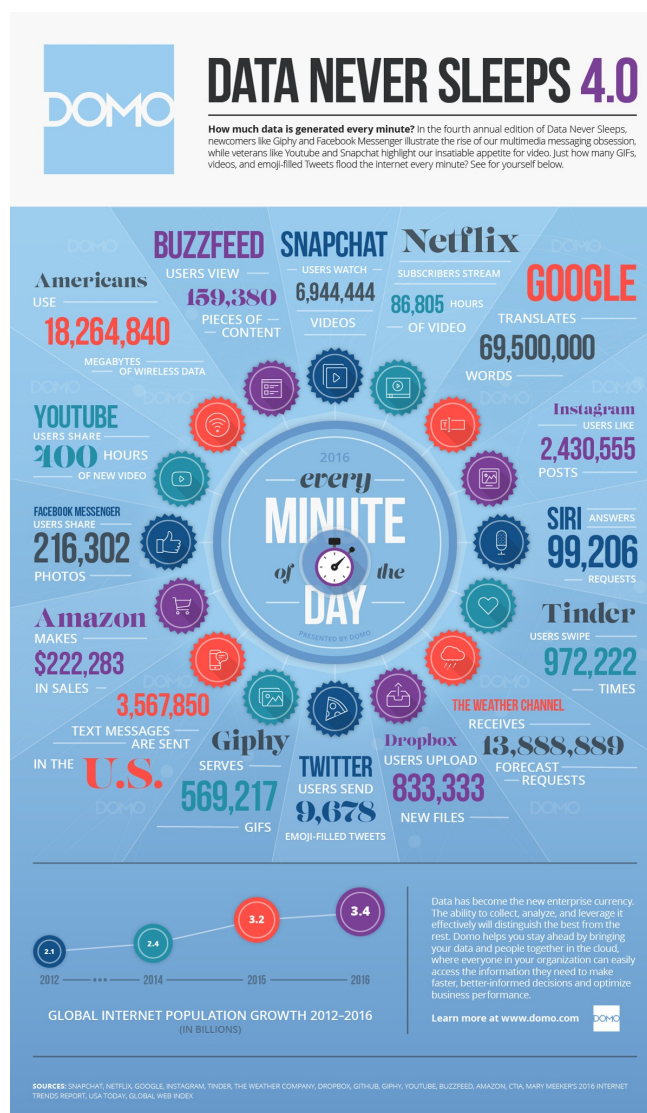 DOMO
DATA NEVER SLEEPS 4.0
How much data is generated every minute? In the fourth annual edition of Data Never Sleeps,
newcomers like Giphy and Facebook Messenger illustrate the rise of our multimedia messaging obsession,
while veterans like Youtube and Snapchat highlight our insatiable appetite for video. Just how many GIFs,
videos, and emoji-filled Tweets flood the internet every minute? See for yourself below.
Americans
USE
18,264,840
MEGABYTES
OF WIRELESS DATA
BUZZFEED
USERS VIEW
159,380
PIECES OF
CONTENT
SNAPCHAT
USERS WATCH
6,944,444
VIDEOS
Netflix
SUBSCRIBERS STREAM
86,805 HOURS
OF VIDEO
GOOGLE
TRANSLATES
69,500,000
WORDS
YOUTUBE
USERS SHARE
400 HOURS
OF NEW VIDEO
Instagram
USERS LIKE
2,430,555
POSTS
FACEBOOK MESSENGER
USERS SHARE
216,302
PHOTOS
SIRI ANSWERS
99,206
REQUESTS
2016
every
MINUTE
of the
DAY
PRESENTED BY DOMO
Amazon
MAKES
$222,283
IN SALES
Tinder
USERS SWIPE
972,222
TIMES
3,567,850
TEXT MESSAGES
ARE SENT
IN THE U.S.
Giphy
SERVES
569,217
GIFS
TWITTER
USERS SEND
9,678
EMOJI-FILLED TWEETS
Dropbox
USERS UPLOAD
833,333
NEW FILES
THE WEATHER CHANNEL
RECEIVES
13,888,889
FORECAST
REQUESTS
DOMO
DOMO
DOMO
DOMO
2.1
2.4
3.2
3.4
2012
2014
2015
2016
GLOBAL INTERNET POPULATION GROWTH 2012–2016
(IN BILLIONS)
Data has become the new enterprise currency.
The ability to collect, analyze, and leverage it
effectively will distinguish the best from the
rest. Domo helps you stay ahead by bringing
your data and people together in the cloud,
where everyone in your organization can easily
access the information they need to make
faster, better-informed decisions and optimize
business performance.
Learn more at www.domo.com
DOMO
SOURCES: SNAPCHAT, NETFLIX, GOOGLE, INSTAGRAM, TINDER, THE WEATHER COMPANY, DROPBOX, GITHUB, GIPHY, YOUTUBE, BUZZFEED, AMAZON, CTIA, MARY MEEKER'S 2016 INTERNET
TRENDS REPORT, USA TODAY, GLOBAL WEB INDEX